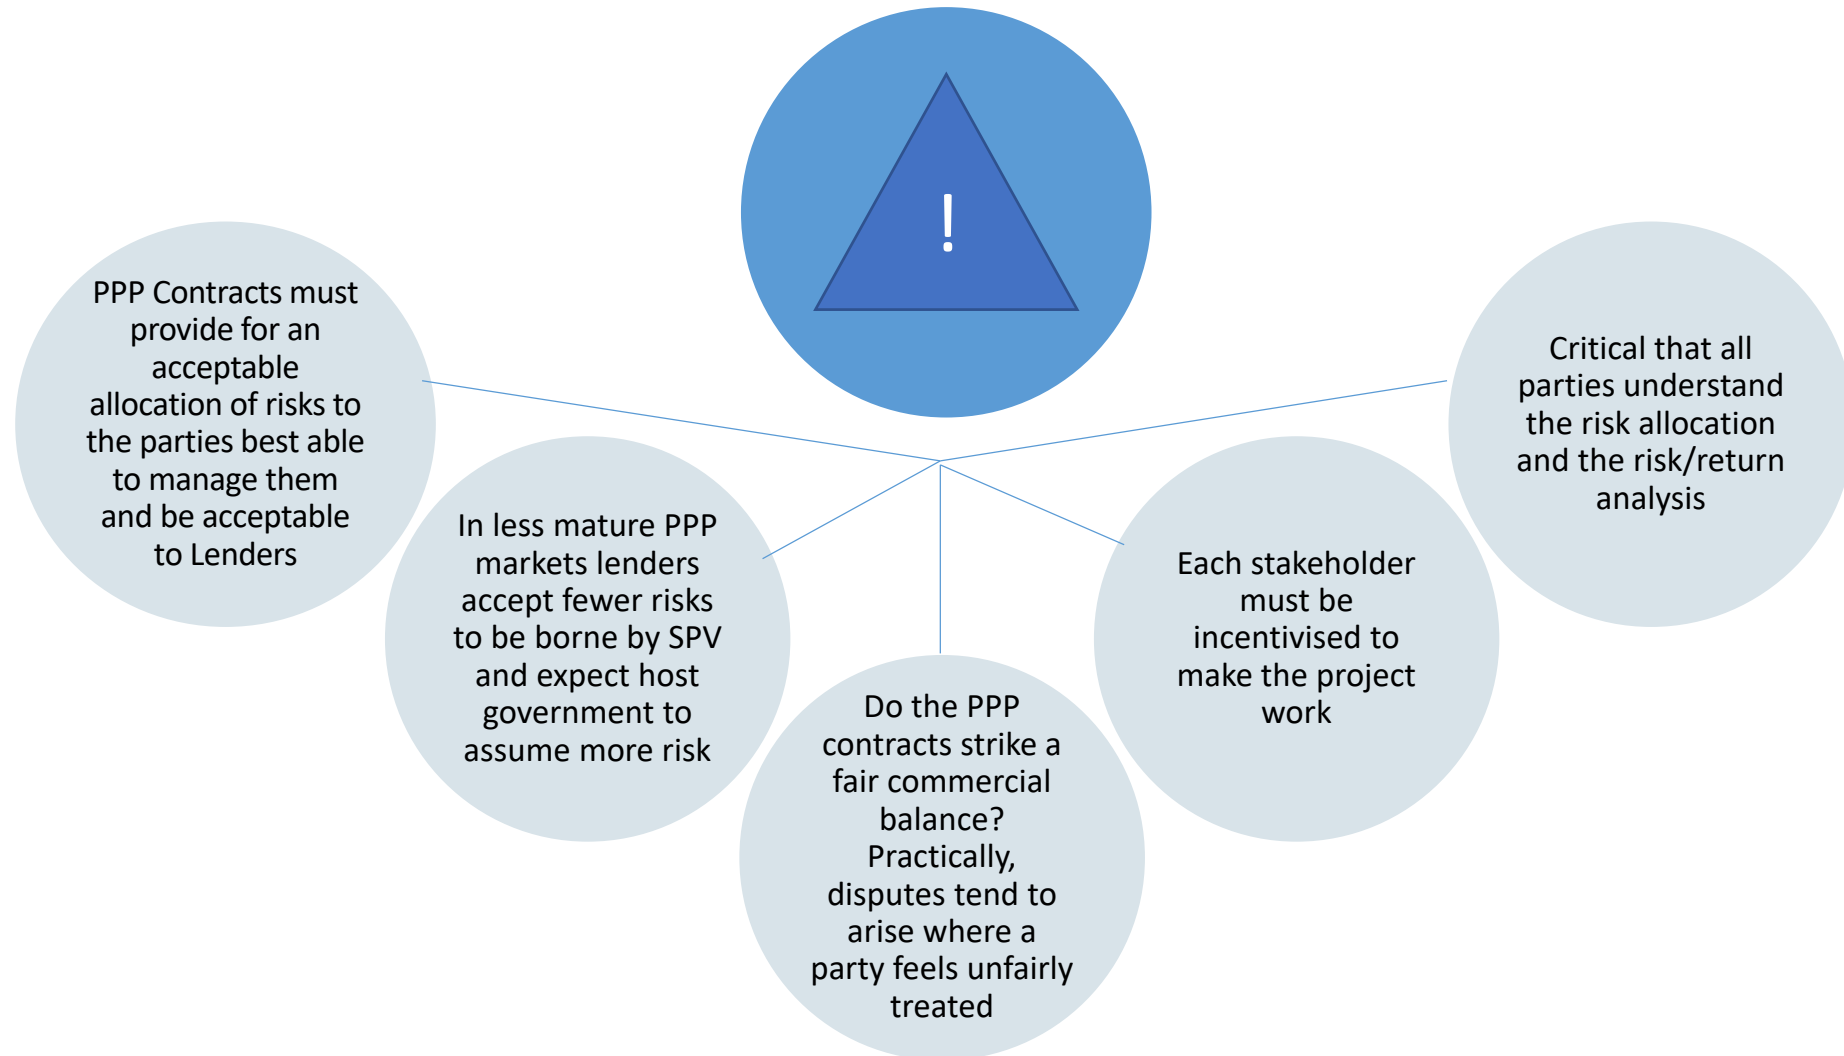 !
PPP Contracts must
provide for an
acceptable
allocation of risks to
the parties best able
to manage them
and be acceptable
to Lenders
In less mature PPP
markets lenders
accept fewer risks
to be borne by SPV
and expect host
government to
assume more risk
Do the PPP
contracts strike a
fair commercial
balance?
Practically,
disputes tend to
arise where a
party feels unfairly
treated
Each stakeholder
must be
incentivised to
make the project
work
Critical that all
parties understand
the risk allocation
and the risk/return
analysis